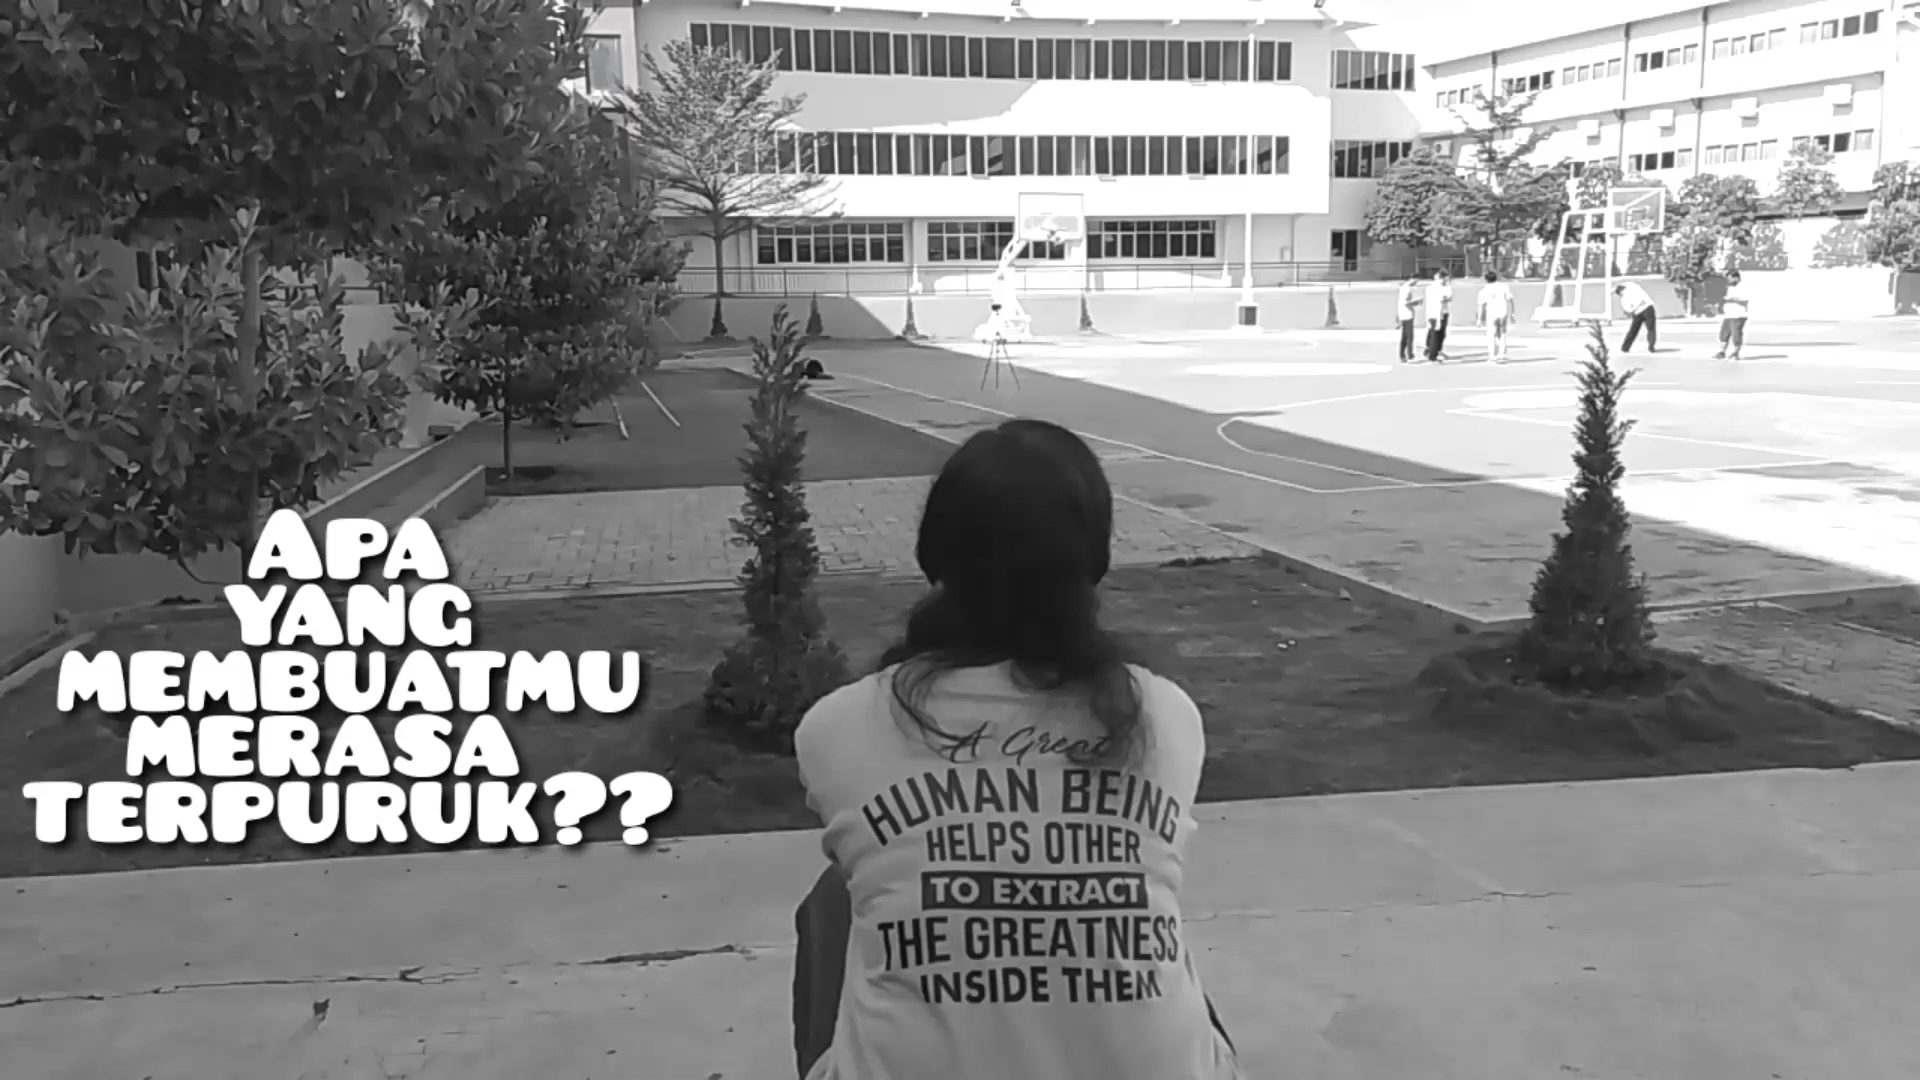 APA
YANG
MEMBUATMU
MERASA
TERPURUK??
A Great
HUMAN BEING
HELPS OTHER
TO EXTRACT
THE GREATNESS
INSIDE THEM